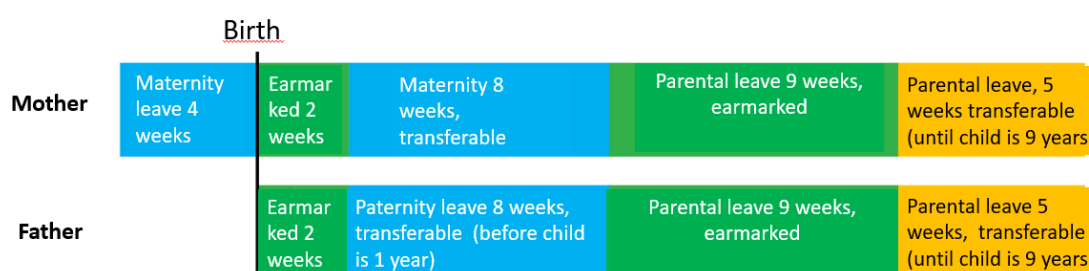 Birth
Mother
Maternity
leave 4
weeks
Earmar
ked 2
weeks
Maternity 8
weeks,
transferable
Parental leave 9 weeks,
earmarked
Parental leave, 5
weeks transferable
(until child is 9 years
Father
Earmar
ked 2
weeks
Paternity leave 8 weeks,
transferable (before child
is 1 year)
Parental leave 9 weeks,
earmarked
Parental leave 5
weeks, transferable
(until child is 9 years